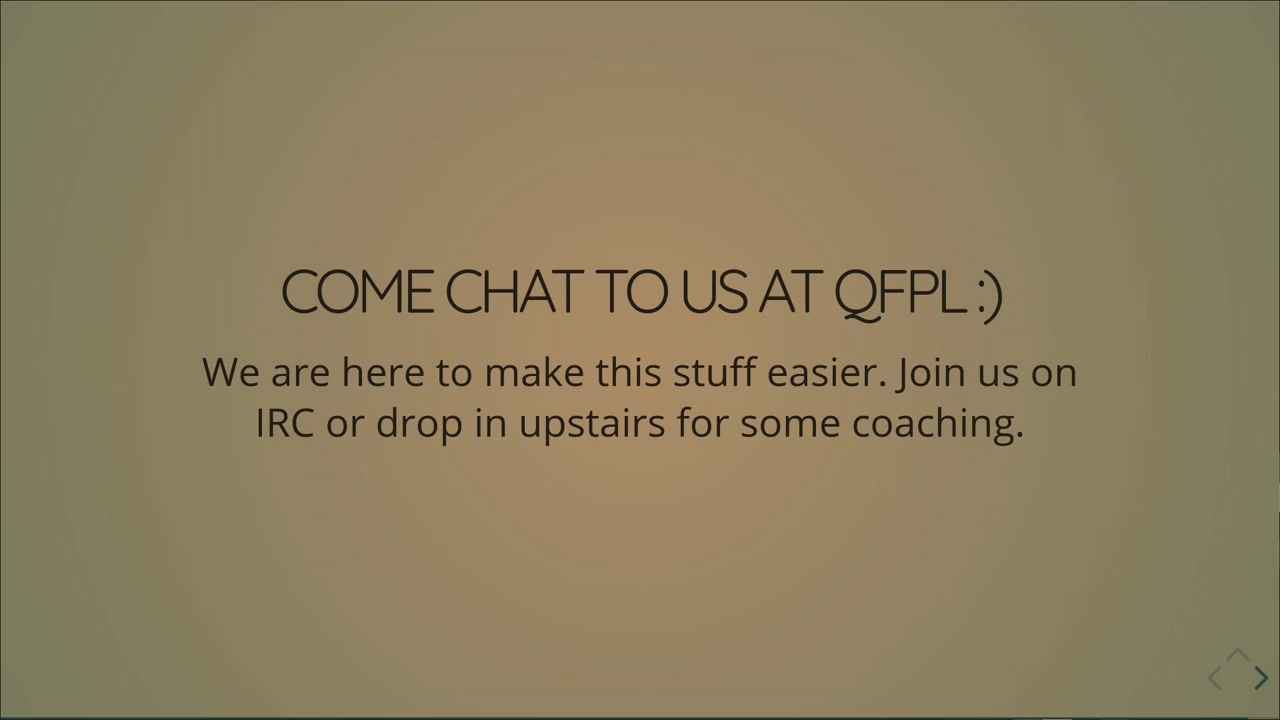 COME CHAT TO US AT QFPL :)
We are here to make this stuff easier. Join us on
IRC or drop in upstairs for some coaching.